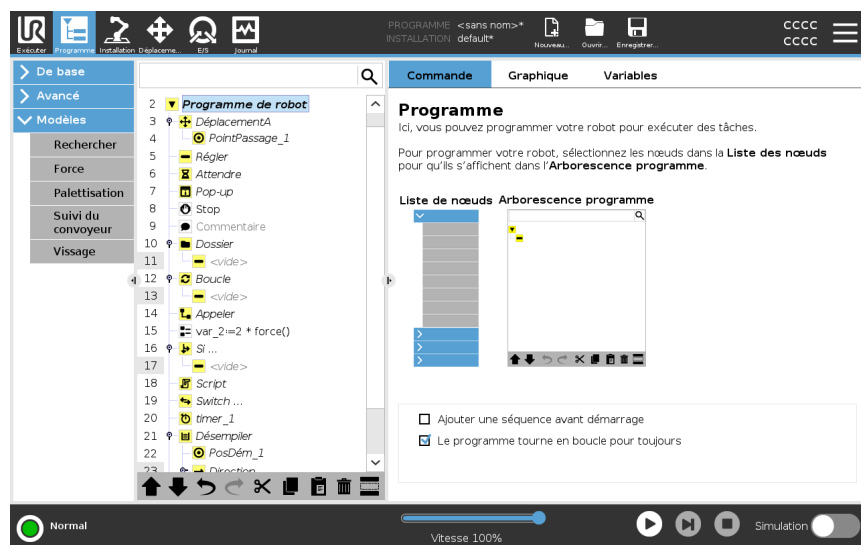 PROGRAMME <sans nom>*
INSTALLATION default*
Exécuter
Programme
Installation
Déplaceme...
E/S
Journal
Nouveau...
Ouvrir...
Enregistrer...
cccc
cccc
De base
Avancé
Modèles
Rechercher
Force
Palettisation
Suivi du
convoyeur
Vissage
2 Programme de robot
3 DéplacementA
4 PointPassage_1
5 Régler
6 Attendre
7 Pop-up
8 Stop
9 Commentaire
10 Dossier
11 <vide>
12 Boucle
13 <vide>
14 Appeler
15 var_2:=2 * force()
16 Si ...
17 <vide>
18 Script
19 Switch ...
20 timer_1
21 Désempiler
22 PosDém_1
23 Direction
Commande
Graphique
Variables
Programme
Ici, vous pouvez programmer votre robot pour exécuter des tâches.
Pour programmer votre robot, sélectionnez les nœuds dans la Liste des nœuds
pour qu'ils s'affichent dans l'Arborescence programme.
Liste de nœuds Arborescence programme
Ajouter une séquence avant démarrage
Le programme tourne en boucle pour toujours
Normal
Vitesse 100%
Simulation